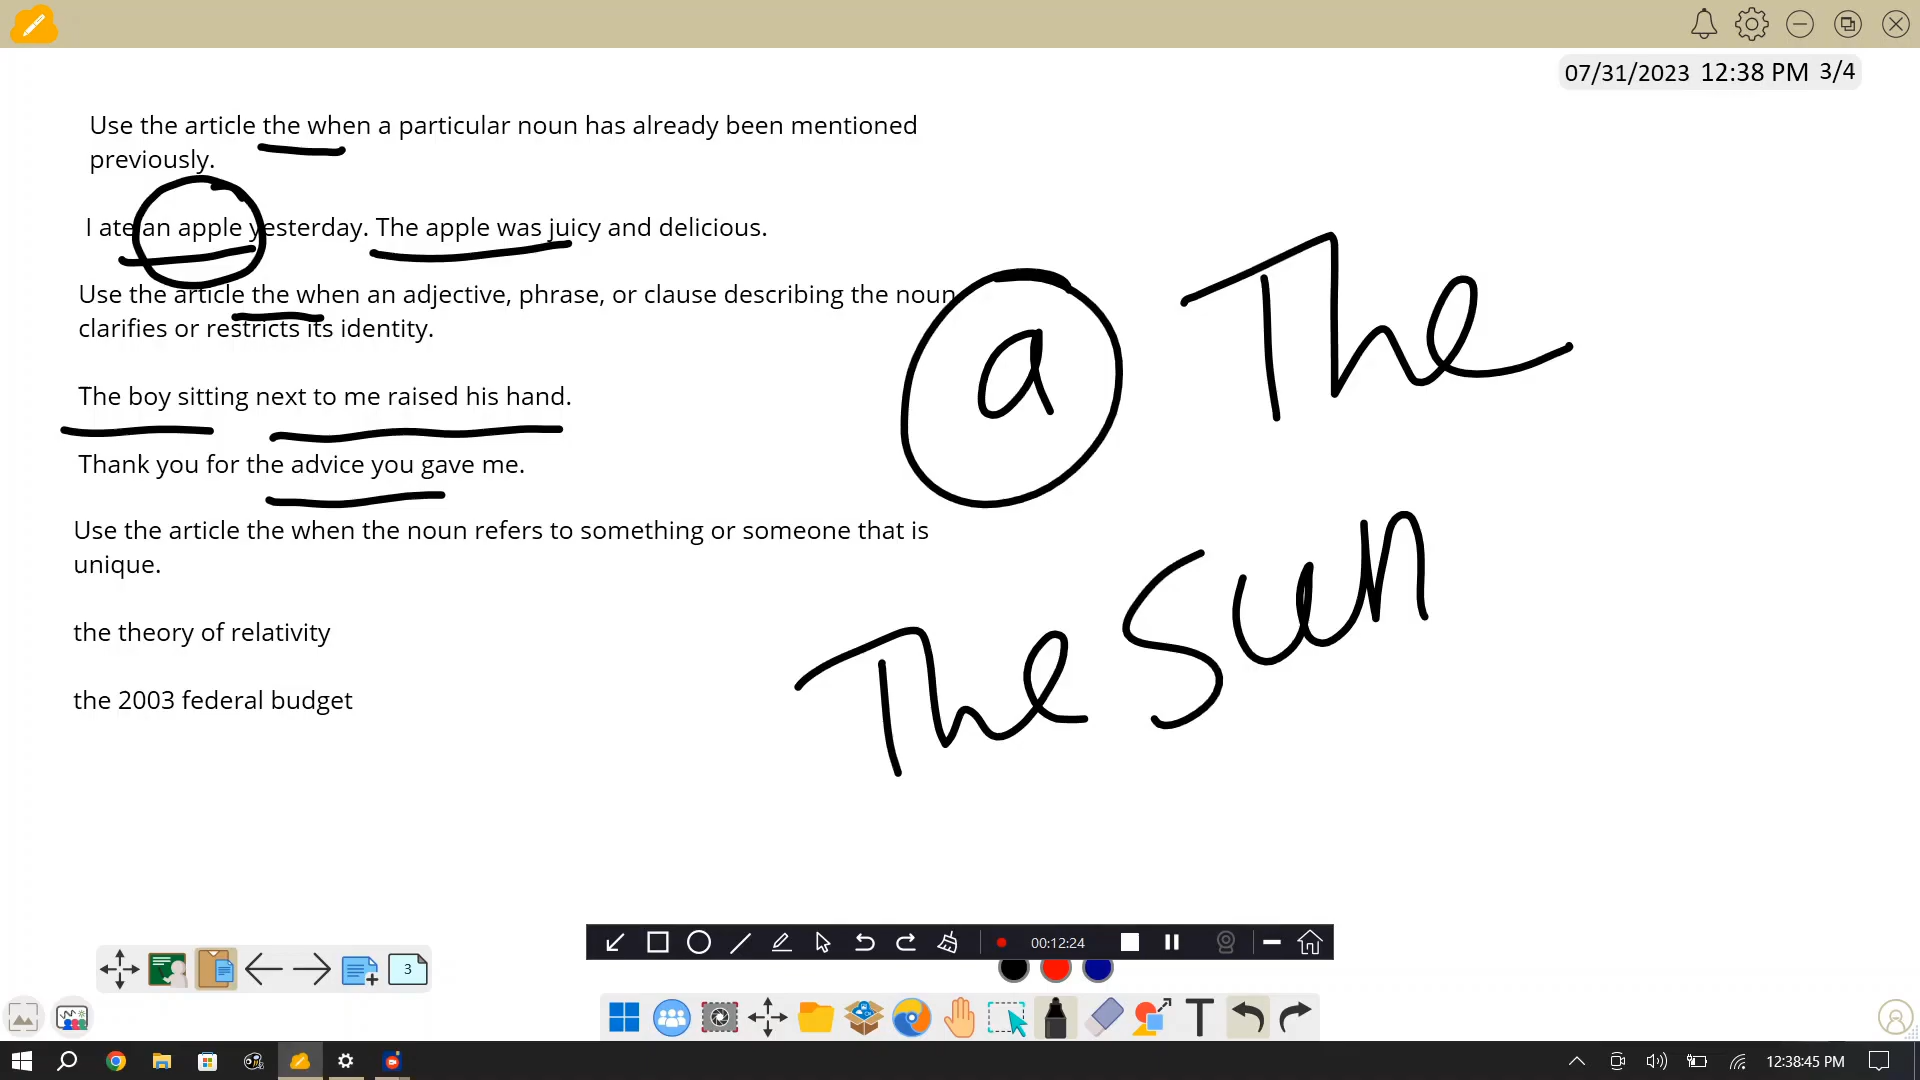 07/31/2023 12:38 PM 3/4
Use the article the when a particular noun has already been mentioned
previously.
I ate an apple yesterday. The apple was juicy and delicious.
Use the article the when an adjective, phrase, or clause describing the noun
clarifies or restricts its identity.
The boy sitting next to me raised his hand.
Thank you for the advice you gave me.
Use the article the when the noun refers to something or someone that is
unique.
the theory of relativity
the 2003 federal budget
a The
The Sun
00:12:24
3
T
12:38:45 PM